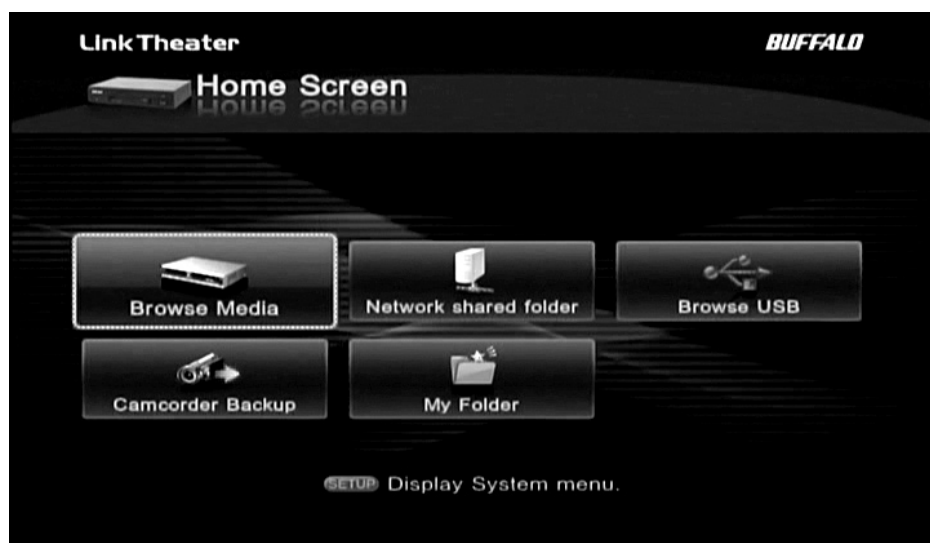 LinkTheater
BUFFALO
Home Screen
Browse Media
Network shared folder
Browse USB
Camcorder Backup
My Folder
SETUP Display System menu.